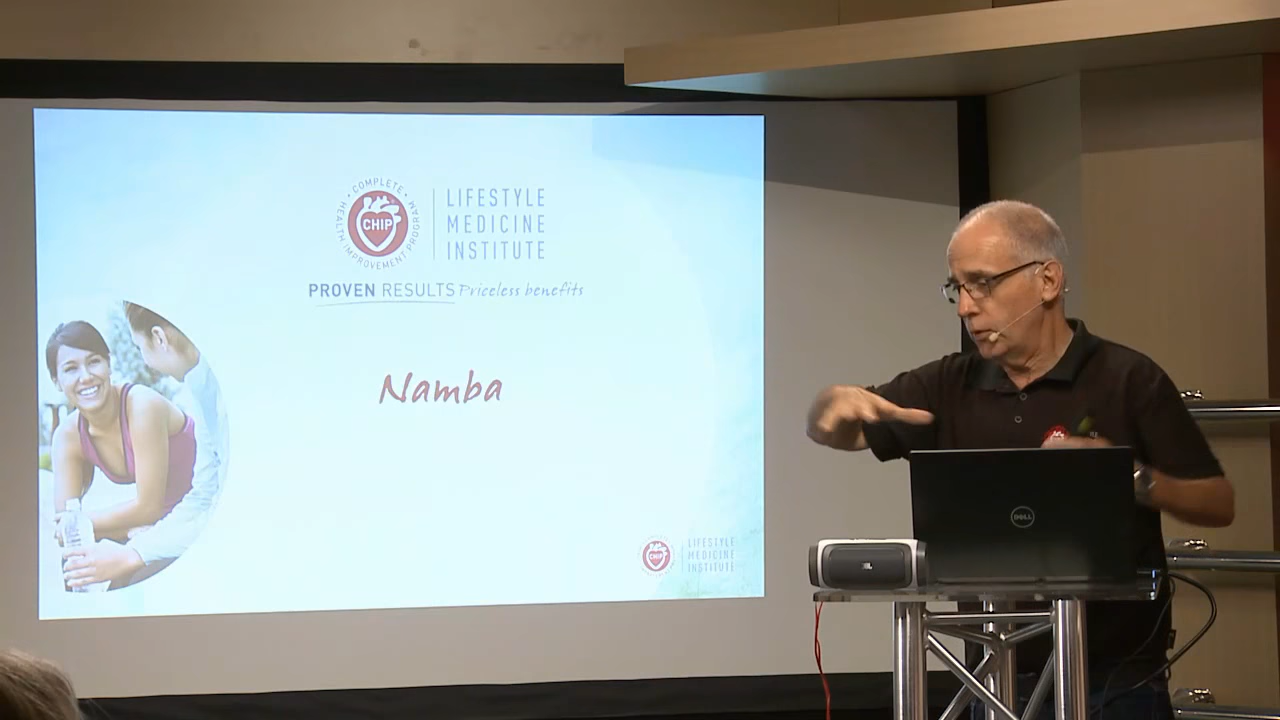 COMPLETE
HEALTH IMPROVEMENT PROGRAM
CHIP
LIFESTYLE
MEDICINE
INSTITUTE
PROVEN RESULTS Priceless benefits
Namba
CHIP
LIFESTYLE
MEDICINE
INSTITUTE
DELL
JBL